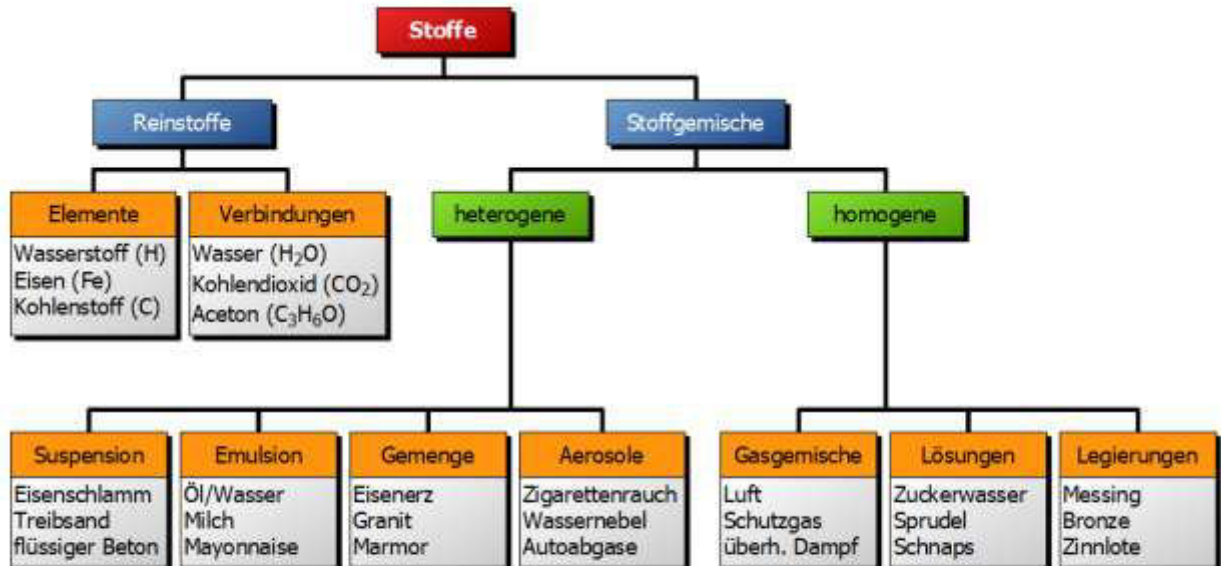 Stoffe
Reinstoffe
Stoffgemische
Elemente
Wasserstoff (H)
Eisen (Fe)
Kohlenstoff (C)
Verbindungen
Wasser (H₂O)
Kohlendioxid (CO₂)
Aceton (C₃H₆O)
heterogene
homogene
Suspension
Eisenschlamm
Treibsand
flüssiger Beton
Emulsion
Öl/Wasser
Milch
Mayonnaise
Gemenge
Eisenerz
Granit
Marmor
Aerosole
Zigarettenrauch
Wassernebel
Autoabgase
Gasgemische
Luft
Schutzgas
überh. Dampf
Lösungen
Zuckerwasser
Sprudel
Schnaps
Legierungen
Messing
Bronze
Zinnlote